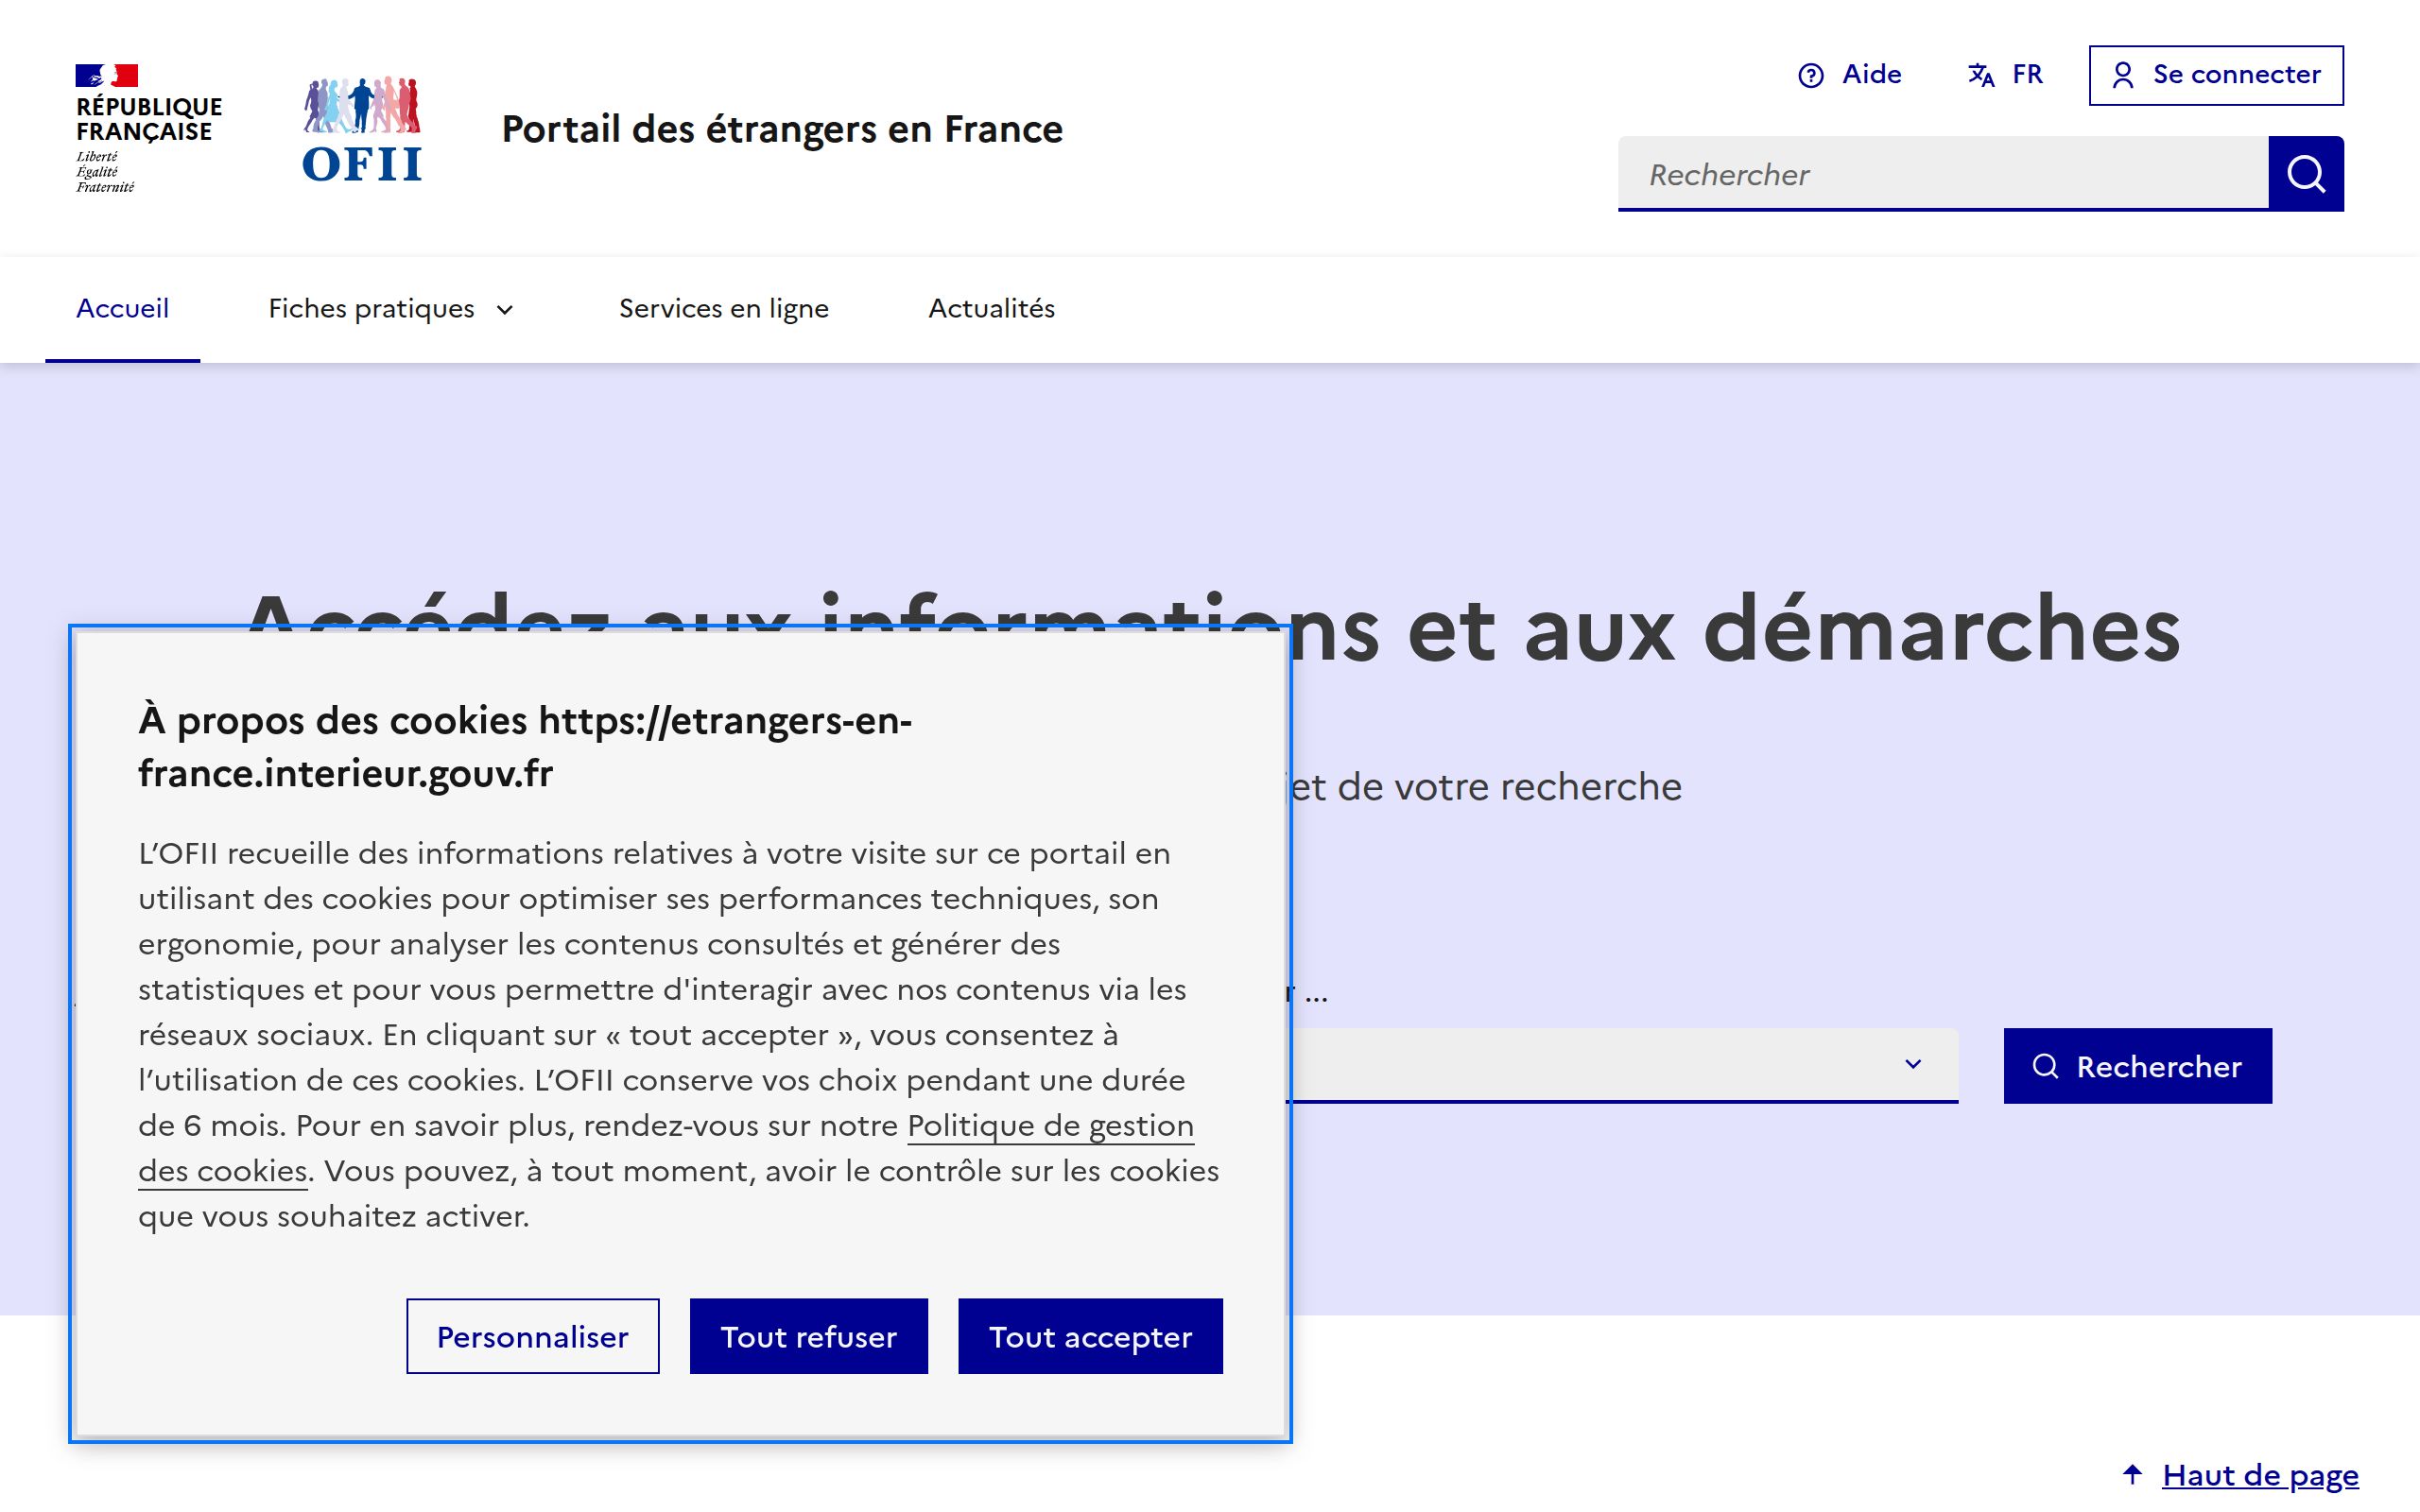 RÉPUBLIQUE
FRANÇAISE
Liberté
Égalité
Fraternité
OFII
Portail des étrangers en France
Aide
FR
Se connecter
Rechercher
Accueil
Fiches pratiques
Services en ligne
Actualités
Accédez aux informations et aux démarches
À propos des cookies https://etrangers-en-
france.interieur.gouv.fr
L’OFII recueille des informations relatives à votre visite sur ce portail en
utilisant des cookies pour optimiser ses performances techniques, son
ergonomie, pour analyser les contenus consultés et générer des
statistiques et pour vous permettre d'interagir avec nos contenus via les
réseaux sociaux. En cliquant sur « tout accepter », vous consentez à
l’utilisation de ces cookies. L’OFII conserve vos choix pendant une durée
de 6 mois. Pour en savoir plus, rendez-vous sur notre Politique de gestion
des cookies. Vous pouvez, à tout moment, avoir le contrôle sur les cookies
que vous souhaitez activer.
Personnaliser
Tout refuser
Tout accepter
de votre recherche
...
Rechercher
Haut de page